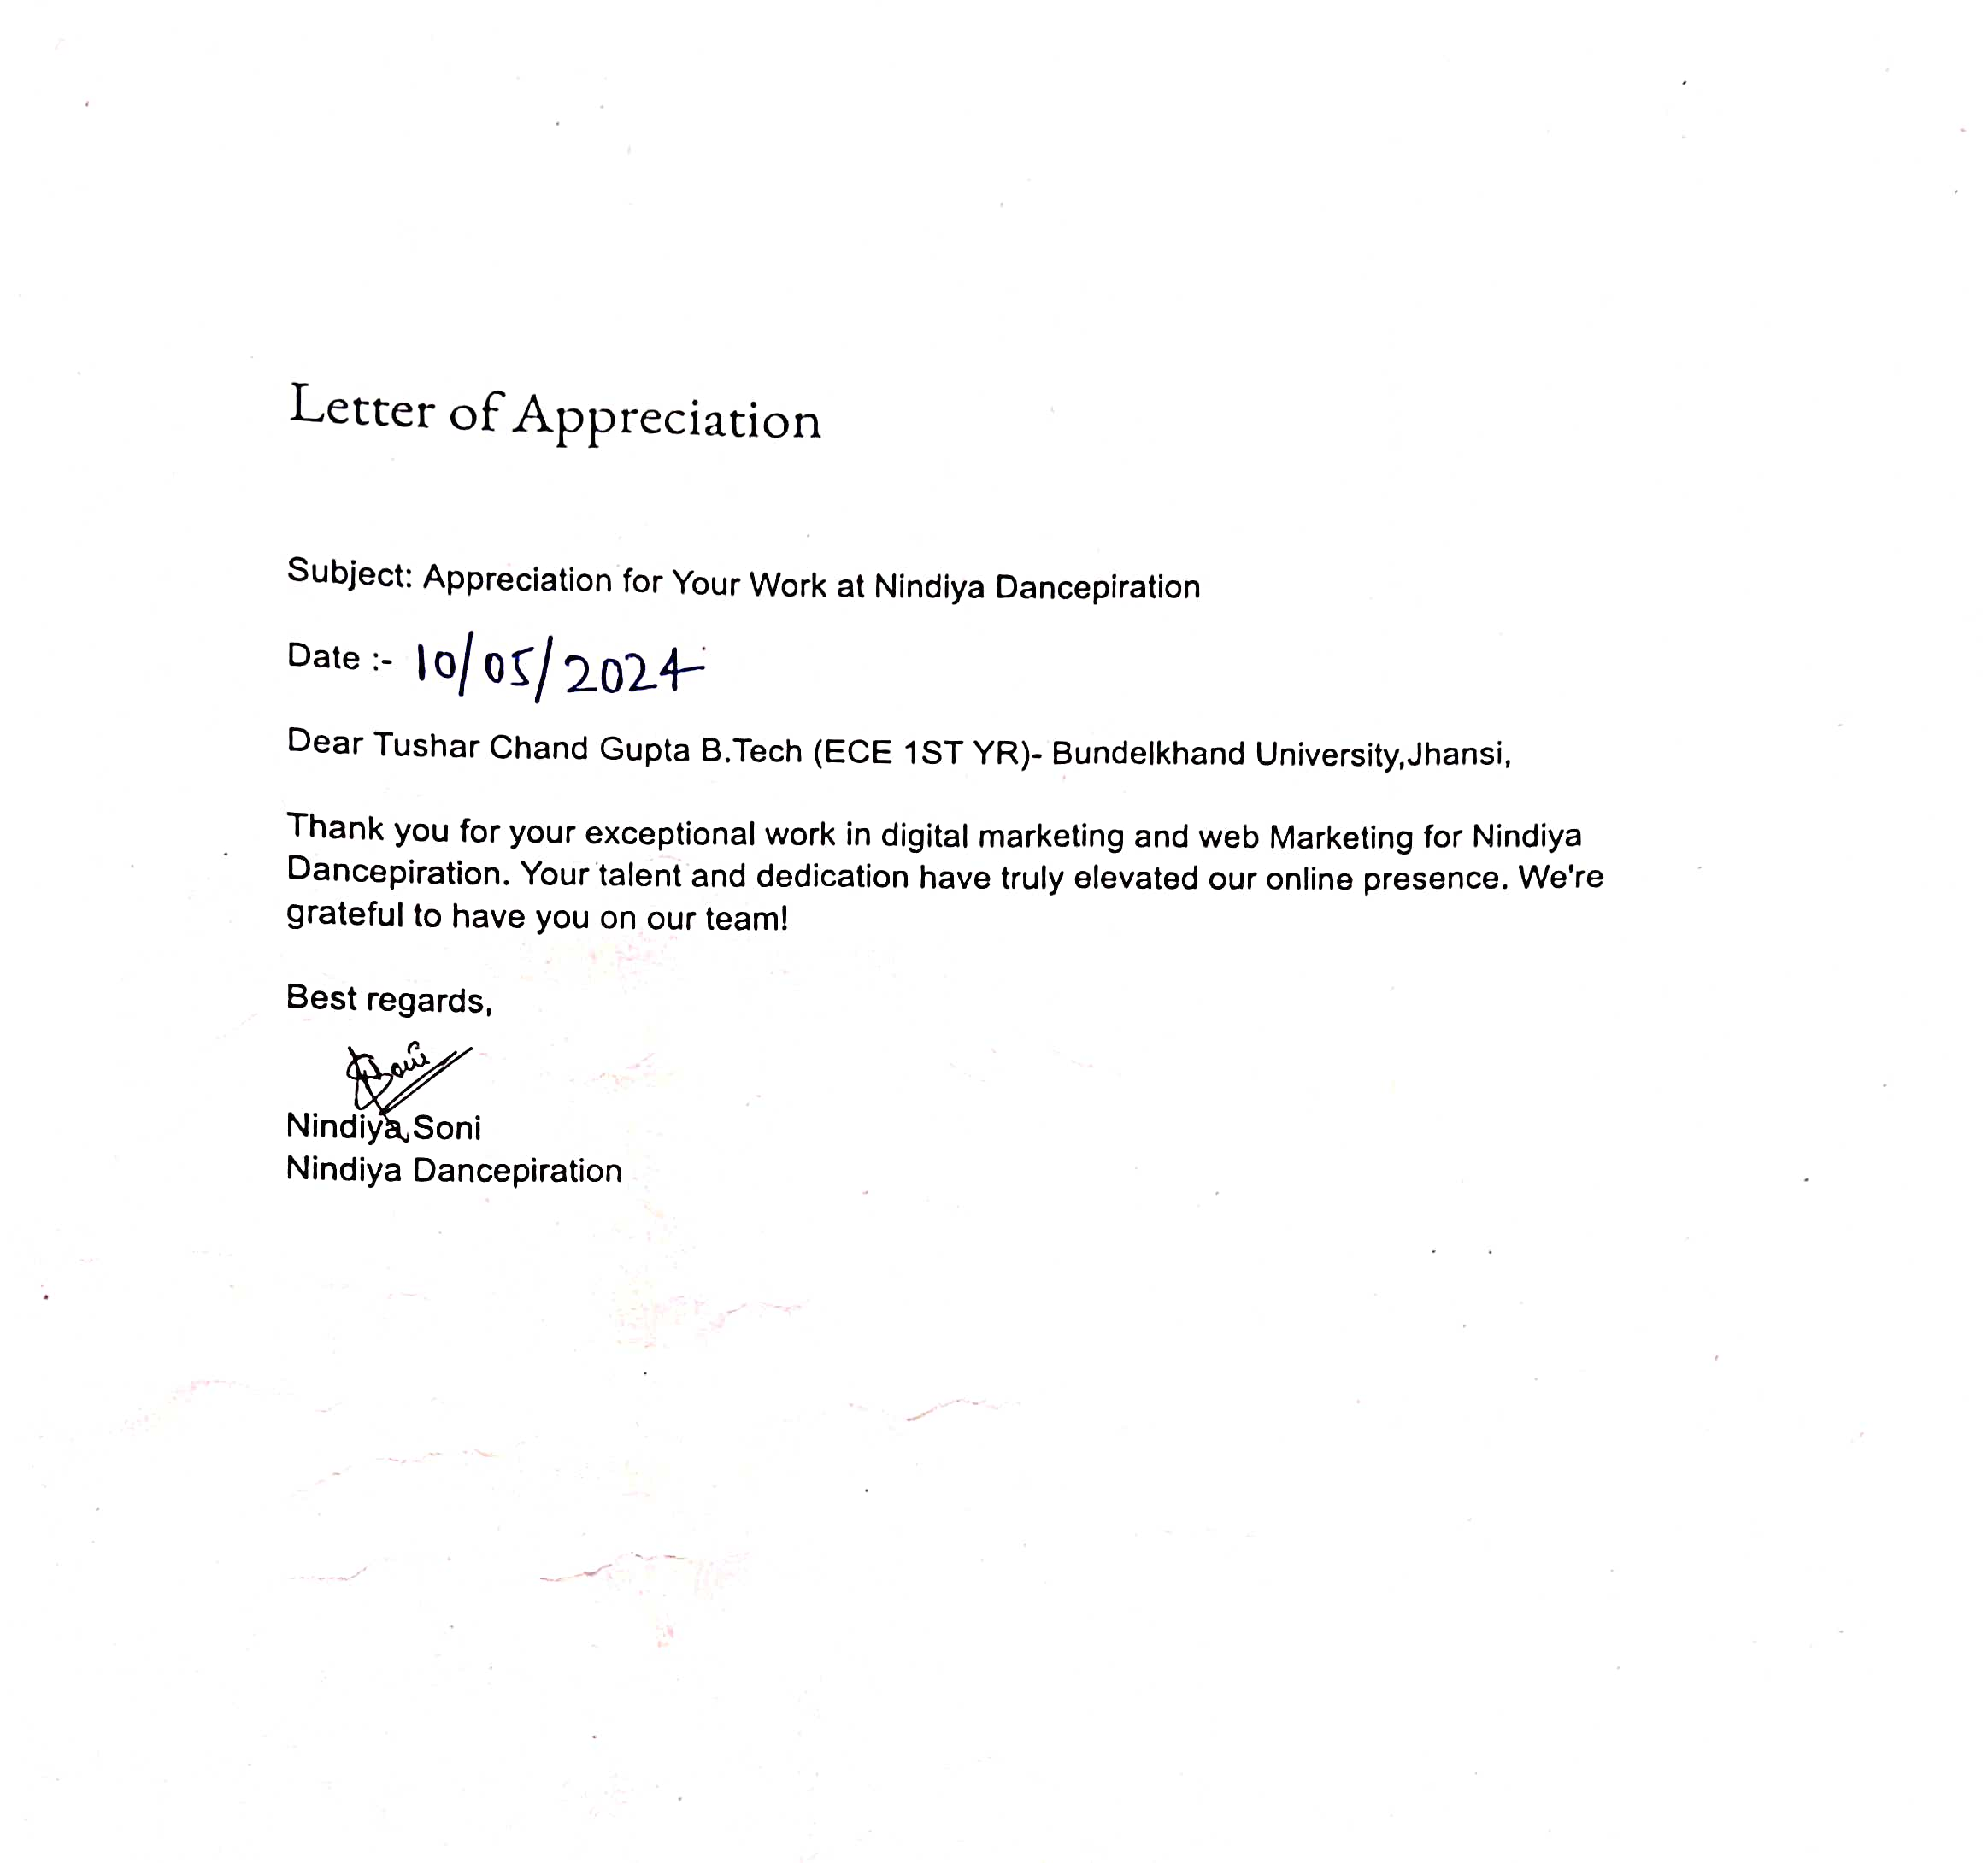 Letter of Appreciation
Subject: Appreciation for Your Work at Nindiya Dancepiration
Date :- 10/05/2024
Dear Tushar Chand Gupta B.Tech (ECE 1ST YR)- Bundelkhand University,Jhansi,
Thank you for your exceptional work in digital marketing and web Marketing for Nindiya
Dancepiration. Your talent and dedication have truly elevated our online presence. We're
grateful to have you on our team!
Best regards,
Nindiya Soni
Nindiya Dancepiration